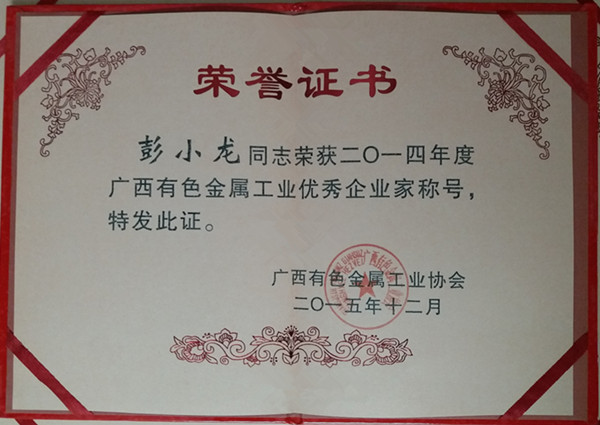 荣誉证书
彭小龙同志荣获二〇一四年度
广西有色金属工业优秀企业家称号，
特发此证。
广西有色金属工业协会
二〇一五年十二月